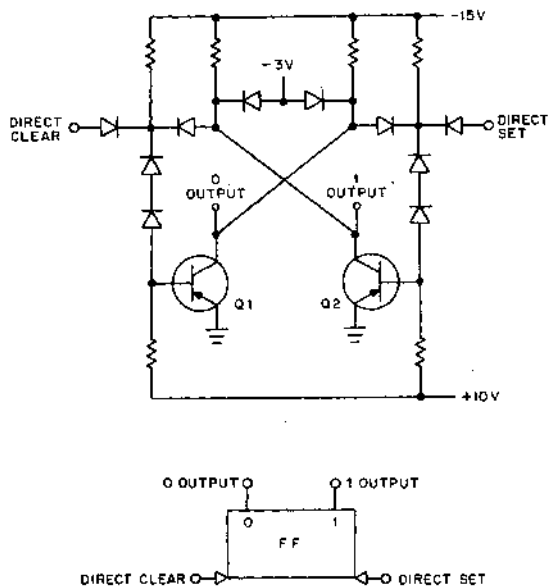 -15V
-3V
DIRECT CLEAR
DIRECT SET
0 OUTPUT
1 OUTPUT
Q1
Q2
+10V
0 OUTPUT
1 OUTPUT
0
1
FF
DIRECT CLEAR
DIRECT SET